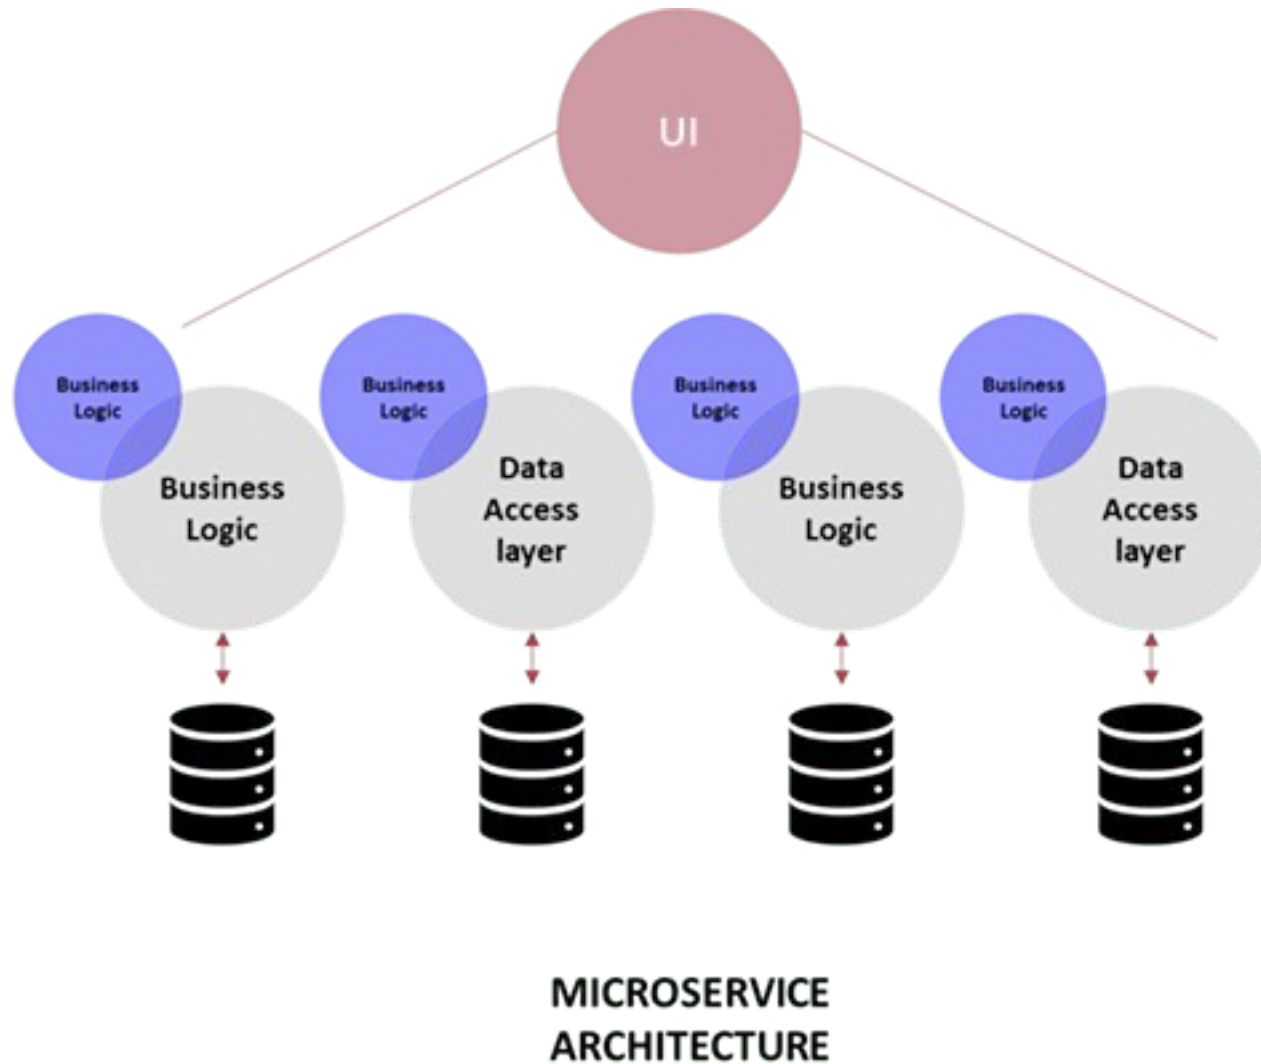 UI
Business
Logic
Business
Logic
Business
Logic
Business
Logic
Business
Logic
Data
Access
layer
Business
Logic
Data
Access
layer
MICROSERVICE
ARCHITECTURE